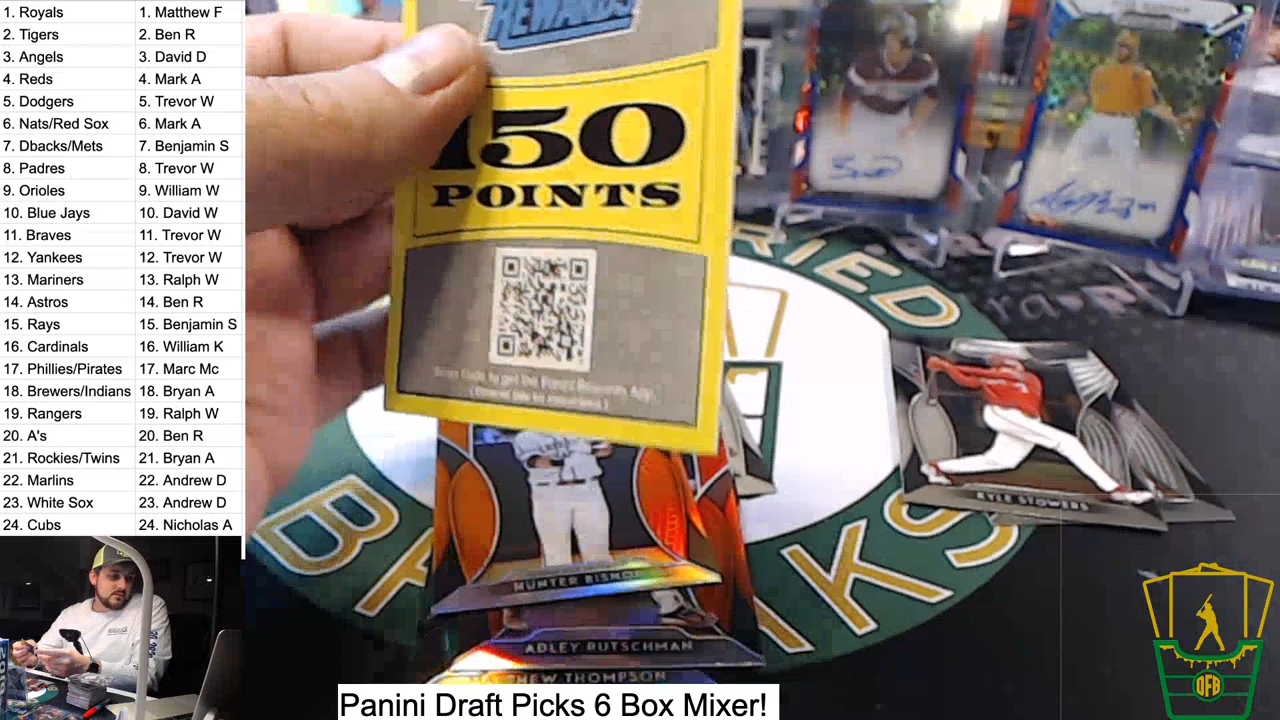 1. Royals 1. Matthew F
2. Tigers 2. Ben R
3. Angels 3. David D
4. Reds 4. Mark A
5. Dodgers 5. Trevor W
6. Nats/Red Sox 6. Mark A
7. Dbacks/Mets 7. Benjamin S
8. Padres 8. Trevor W
9. Orioles 9. William W
10. Blue Jays 10. David W
11. Braves 11. Trevor W
12. Yankees 12. Trevor W
13. Mariners 13. Ralph W
14. Astros 14. Ben R
15. Rays 15. Benjamin S
16. Cardinals 16. William K
17. Phillies/Pirates 17. Marc Mc
18. Brewers/Indians 18. Bryan A
19. Rangers 19. Ralph W
20. A's 20. Ben R
21. Rockies/Twins 21. Bryan A
22. Marlins 22. Andrew D
23. White Sox 23. Andrew D
24. Cubs 24. Nicholas A
REWARDS
150
POINTS
KYLE STOWERS
HUNTER BISHOP
ADLEY RUTSCHMAN
MATTHEW THOMPSON
RIED
BR
KS
DFB
Panini Draft Picks 6 Box Mixer!